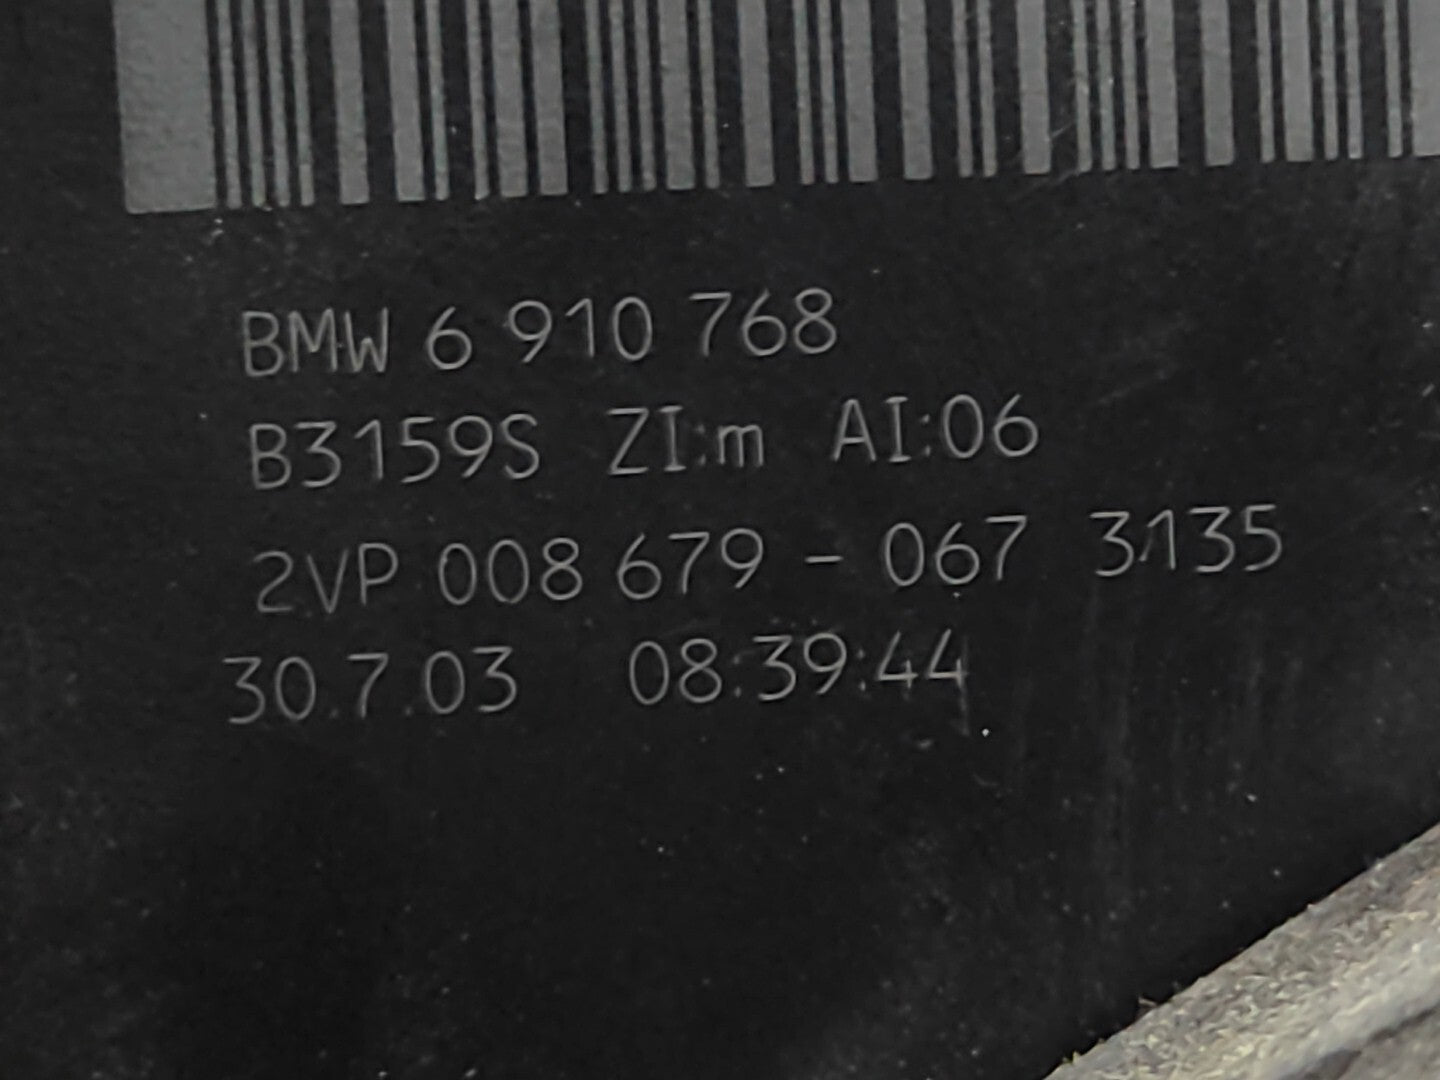 BMW 6 910 768
B3159S ZI:m AI:06
2VP 008 679 - 067 3135
30.7.03 08:39:44